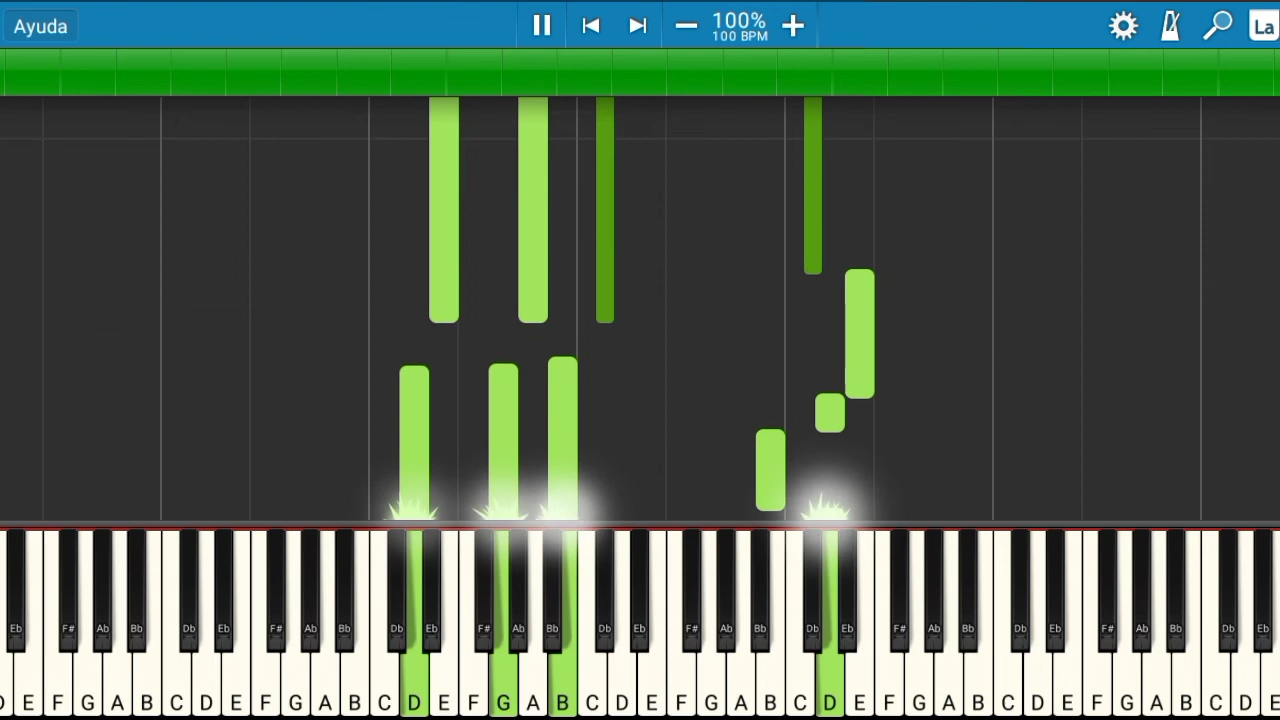 Ayuda
100%
100 BPM
La
Eb F# Ab Bb Db Eb F# Ab Bb Db Eb F# Ab Bb Db Eb F# Ab Bb Db Eb F# Ab Bb Db Eb F# Ab Bb Db Eb
D E F G A B C D E F G A B C D E F G A B C D E F G A B C D E F G A B C D E F G A B C D E